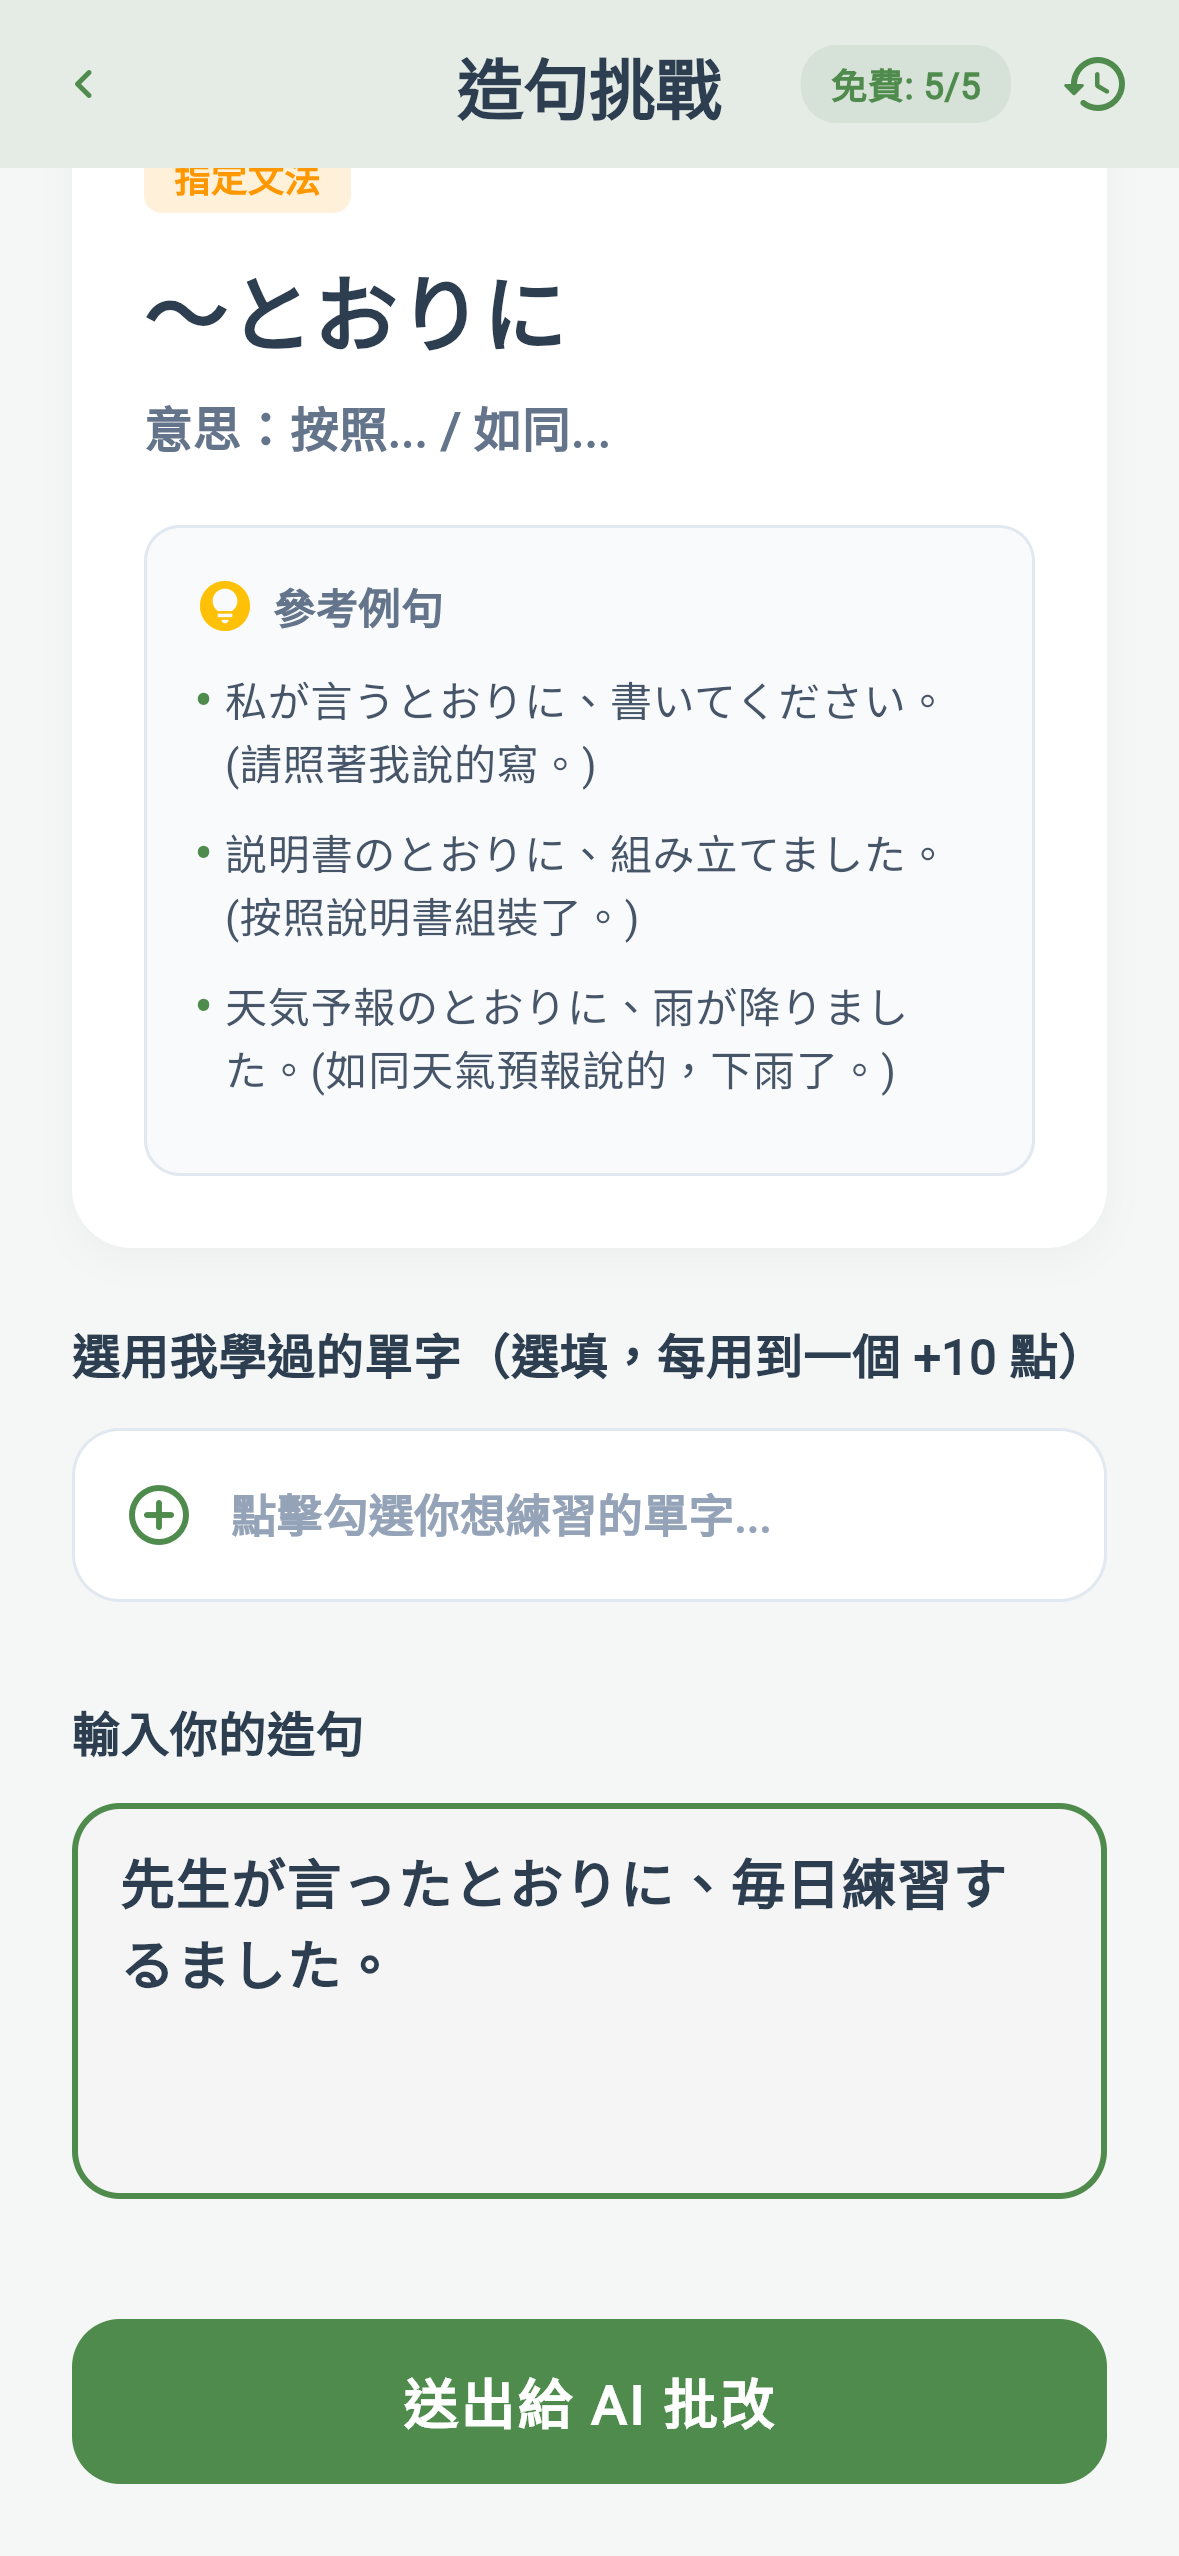 造句挑戰
免費: 5/5
指定文法
～とおりに
意思：按照... / 如同...
參考例句
• 私が言うとおりに、書いてください。
(請照著我說的寫。)
• 説明書のとおりに、組み立てました。
(按照說明書組裝了。)
• 天気予報のとおりに、雨が降りまし
た。(如同天氣預報說的，下雨了。)
選用我學過的單字（選填，每用到一個 +10 點）
點擊勾選你想練習的單字...
輸入你的造句
先生が言ったとおりに、毎日練習す
るました。
送出給 AI 批改